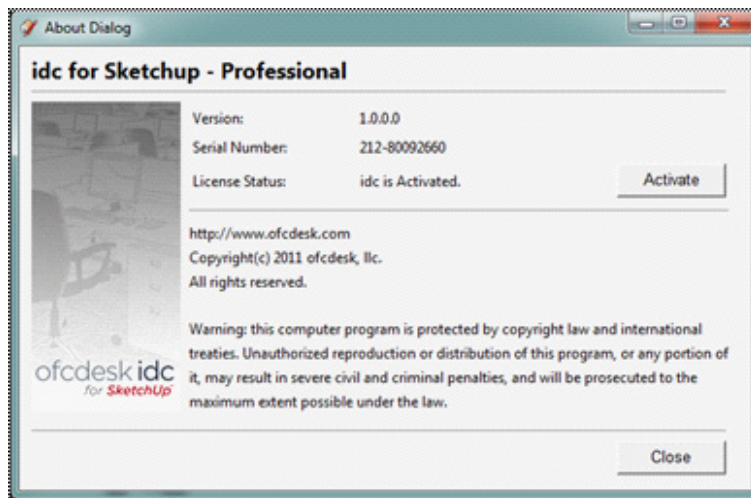 About Dialog
idc for Sketchup - Professional
Version: 1.0.0.0
Serial Number: 212-80092660
License Status: idc is Activated. Activate
http://www.ofcdesk.com
Copyright(c) 2011 ofcdesk, llc.
All rights reserved.
Warning: this computer program is protected by copyright law and international
treaties. Unauthorized reproduction or distribution of this program, or any portion of
it, may result in severe civil and criminal penalties, and will be prosecuted to the
maximum extent possible under the law.
ofcdesk idc
for SketchUp
Close